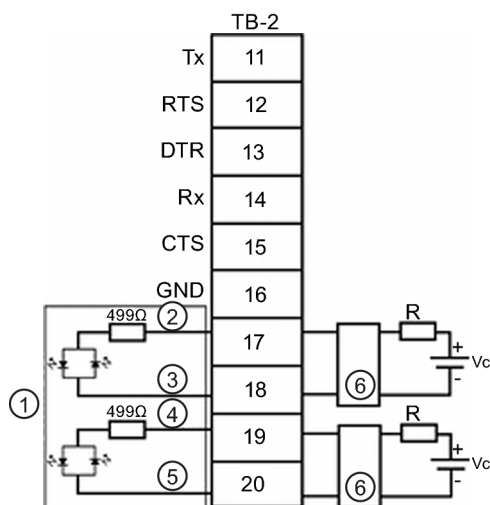 TB-2
Tx 11
RTS 12
DTR 13
Rx 14
CTS 15
GND 16
499Ω ② 17 R
+
Vc
-
③ 18 ⑥
①
499Ω ④ 19 R
+
Vc
-
⑤ 20 ⑥